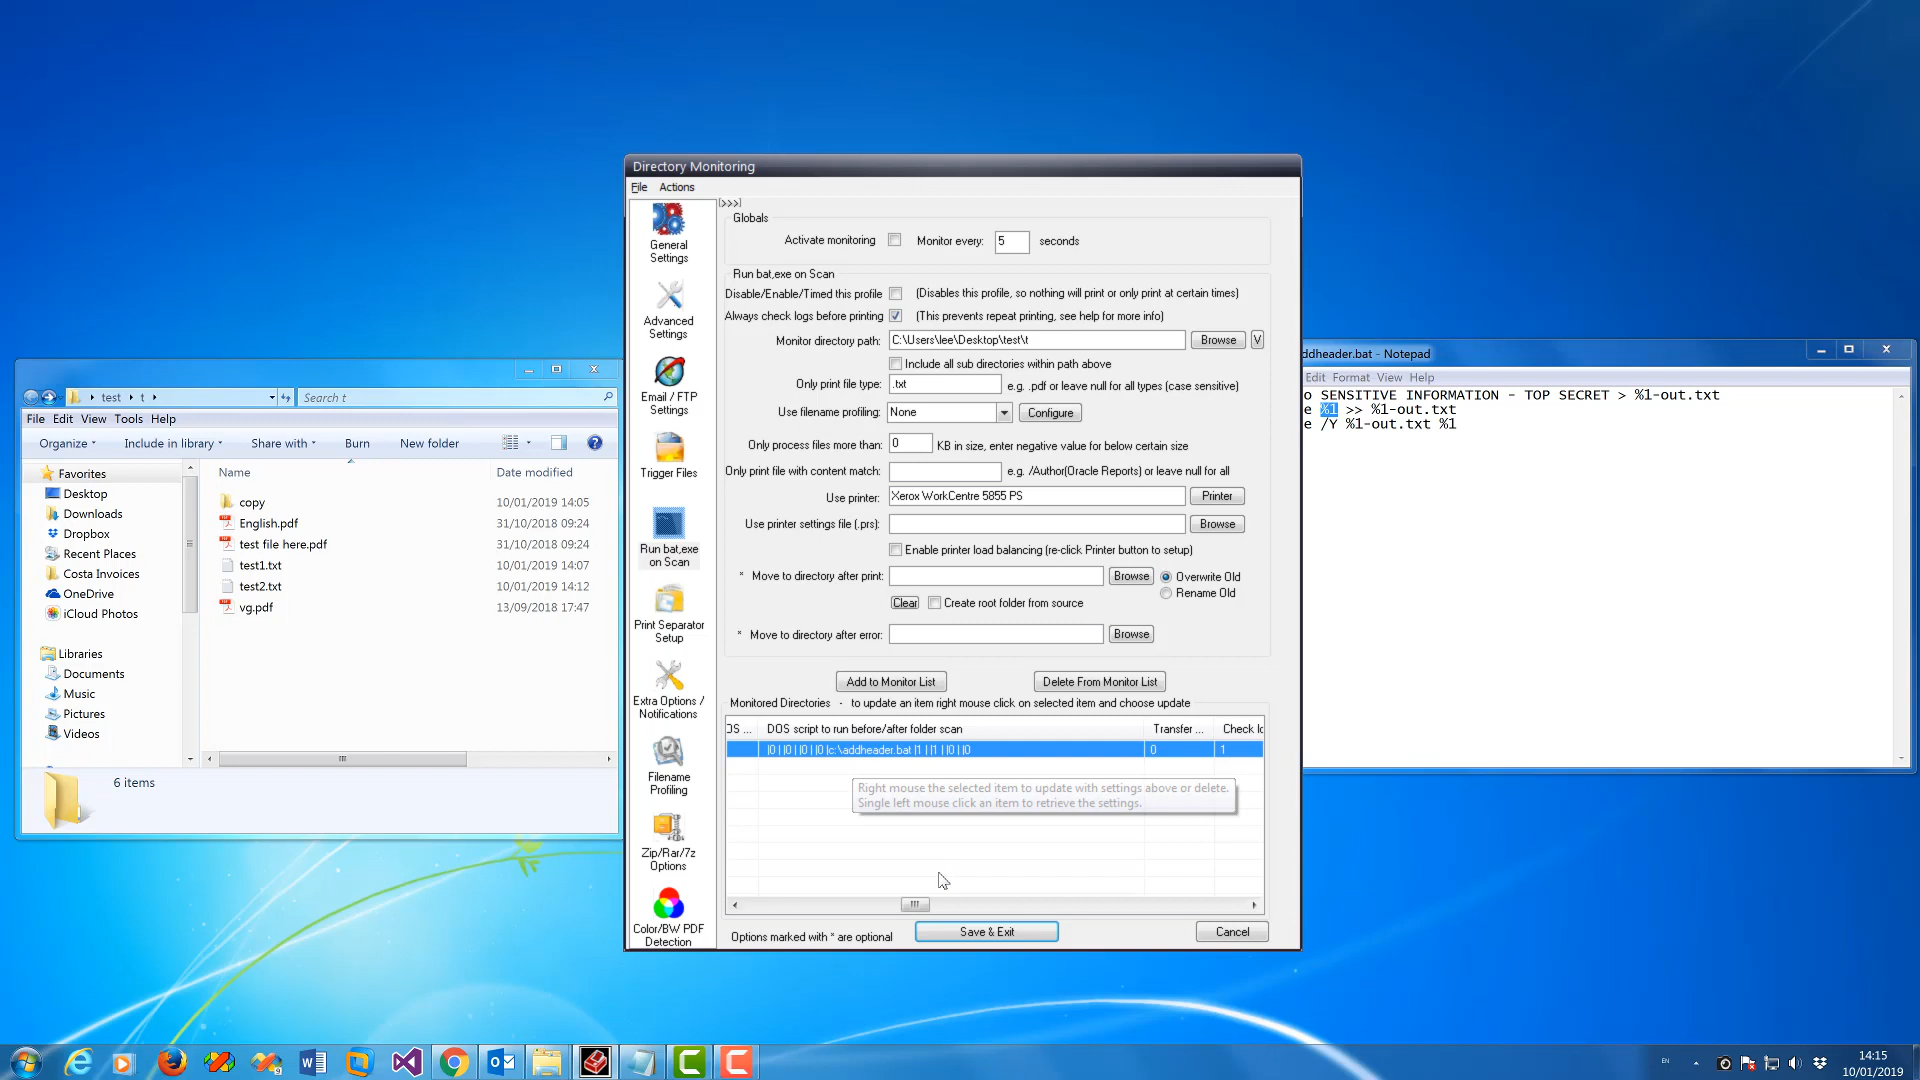 Directory Monitoring
File Actions
[>>>]
General
Settings
Advanced
Settings
Email / FTP
Settings
Trigger Files
Run bat,exe
on Scan
Print Separator
Setup
Extra Options /
Notifications
Filename
Profiling
Zip/Rar/7z
Options
Color/BW PDF
Detection
Globals
Activate monitoring Monitor every: 5 seconds
Run bat,exe on Scan
Disable/Enable/Timed this profile (Disables this profile, so nothing will print or only print at certain times)
Always check logs before printing (This prevents repeat printing, see help for more info)
Monitor directory path: C:\Users\lee\Desktop\test\t Browse V
Include all sub directories within path above
Only print file type: .txt e.g. .pdf or leave null for all types (case sensitive)
Use filename profiling: None Configure
Only process files more than: 0 KB in size, enter negative value for below certain size
Only print file with content match: e.g. /Author(Oracle Reports) or leave null for all
Use printer: Xerox WorkCentre 5855 PS Printer
Use printer settings file (.prs): Browse
Enable printer load balancing (re-click Printer button to setup)
* Move to directory after print: Browse Overwrite Old
Rename Old
Clear Create root folder from source
* Move to directory after error: Browse
Add to Monitor List Delete From Monitor List
Monitored Directories - to update an item right mouse click on selected item and choose update
OS ... DOS script to run before/after folder scan Transfer ... Check lo
|0 | |0 | |0 | |0 |c:\addheader.bat |1 | |1 | |0 | |0 0 1
Right mouse the selected item to update with settings above or delete.
Single left mouse click an item to retrieve the settings.
Options marked with * are optional Save & Exit Cancel
test t Search t
File Edit View Tools Help
Organize Include in library Share with Burn New folder
Favorites
Desktop
Downloads
Dropbox
Recent Places
Costa Invoices
OneDrive
iCloud Photos
Libraries
Documents
Music
Pictures
Videos
Name Date modified
copy 10/01/2019 14:05
English.pdf 31/10/2018 09:24
test file here.pdf 31/10/2018 09:24
test1.txt 10/01/2019 14:07
test2.txt 10/01/2019 14:12
vg.pdf 13/09/2018 17:47
6 items
ddheader.bat - Notepad
Edit Format View Help
o SENSITIVE INFORMATION - TOP SECRET > %1-out.txt
e %1 >> %1-out.txt
e /Y %1-out.txt %1
EN
14:15
10/01/2019